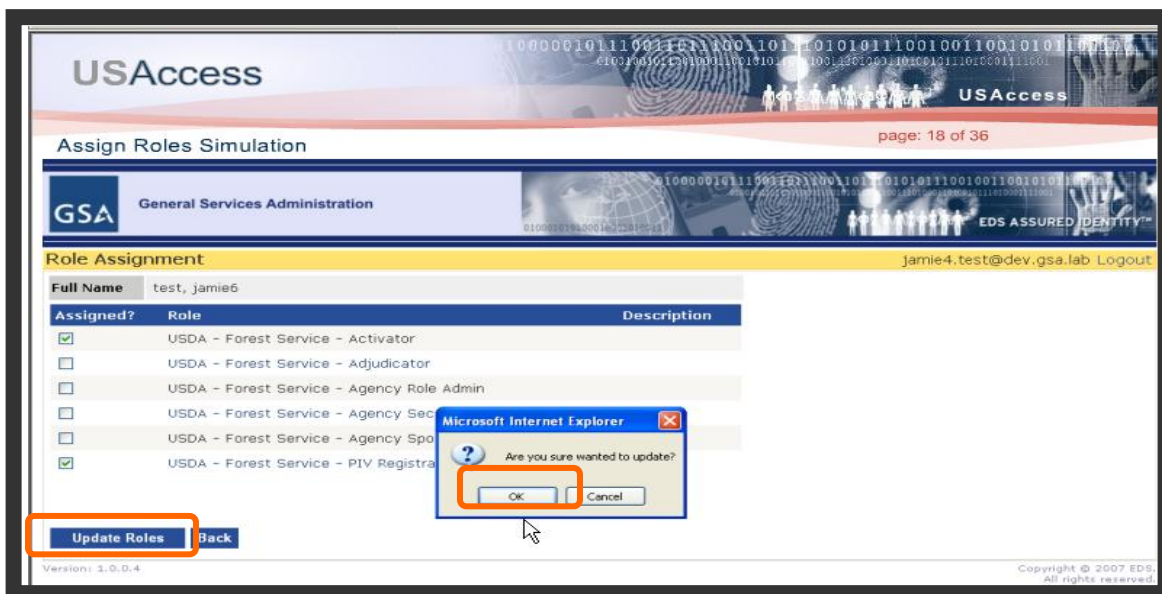 USAccess
USAccess
Assign Roles Simulation
page: 18 of 36
GSA
General Services Administration
EDS ASSURED IDENTITY™
Role Assignment
jamie4.test@dev.gsa.lab Logout
Full Name test, jamie6
Assigned? Role Description
USDA - Forest Service - Activator
USDA - Forest Service - Adjudicator
USDA - Forest Service - Agency Role Admin
USDA - Forest Service - Agency Sec
USDA - Forest Service - Agency Spo
USDA - Forest Service - PIV Registra
Microsoft Internet Explorer
Are you sure wanted to update?
OK Cancel
Update Roles Back
Version: 1.0.0.4
Copyright © 2007 EDS.
All rights reserved.